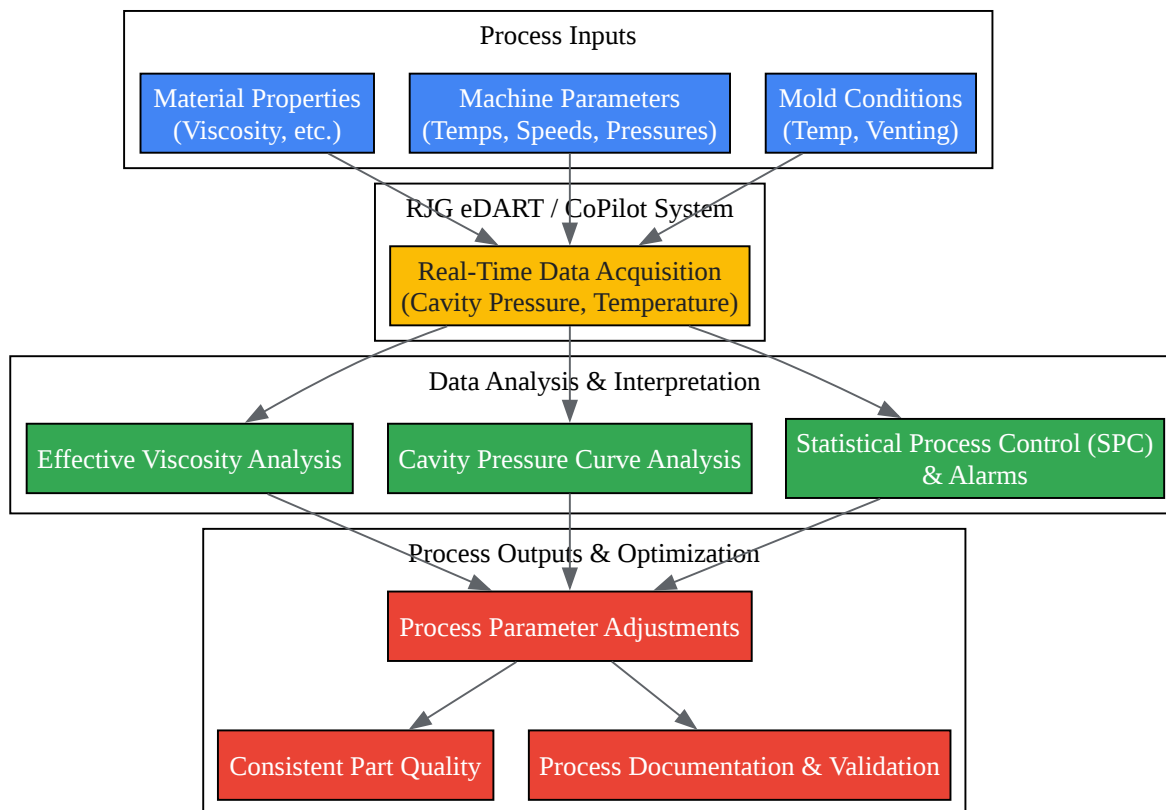 Process Inputs
Material Properties
(Viscosity, etc.)
Machine Parameters
(Temps, Speeds, Pressures)
Mold Conditions
(Temp, Venting)
RJG eDART / CoPilot System
Real-Time Data Acquisition
(Cavity Pressure, Temperature)
Data Analysis & Interpretation
Effective Viscosity Analysis
Cavity Pressure Curve Analysis
Statistical Process Control (SPC)
& Alarms
Process Outputs & Optimization
Process Parameter Adjustments
Consistent Part Quality
Process Documentation & Validation